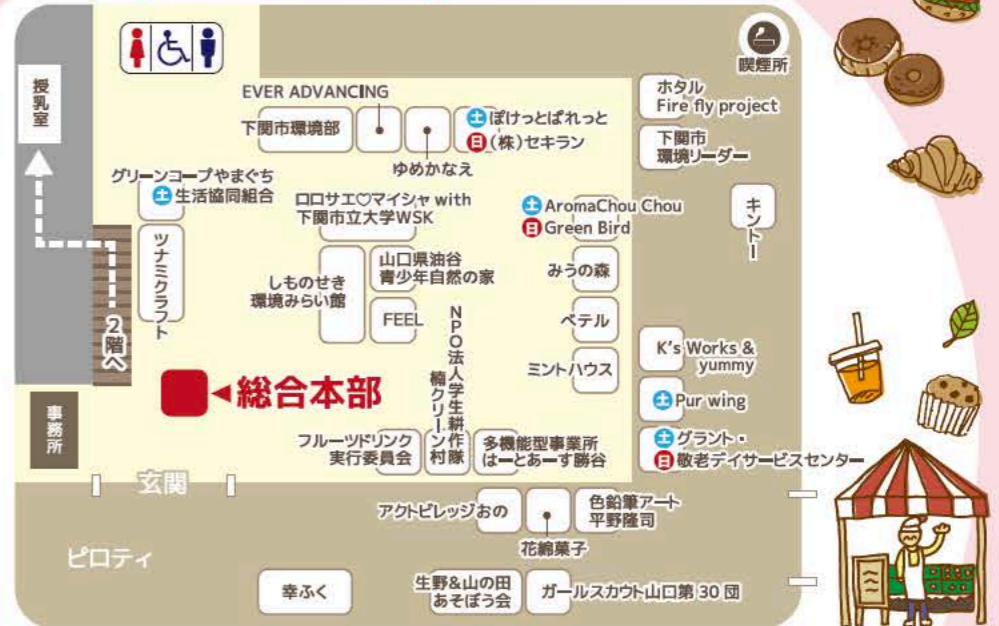 喫煙所
授乳室
EVER ADVANCING
下関市環境部
ゆめかなえ
土 ぽけっとぱれっと
日 (株)セキラン
ホタル
Fire fly project
下関市
環境リーダー
グリーンコープやまぐち
土 生活協同組合
ロロサエ♡マイシャ with
下関市立大学WSK
土 AromaChou Chou
日 Green Bird
キントー
ツナミクラフト
しものせき
環境みらい館
山口県油谷
青少年自然の家
みうの森
FEEL
ベテル
2階へ
ミントハウス
K's Works &
yummy
総合本部
土 Pur wing
事務所
フルーツドリンク
実行委員会
NPO法人学生耕作隊
楠クリーン村
多機能型事業所
はーとあーす勝谷
土 グラント・
日 敬老デイサービスセンター
玄関
アクトビレッジおの
花綿菓子
色鉛筆アート
平野隆司
ピロティ
幸ふく
生野&山の田
あそぼう会
ガールスカウト山口第30団